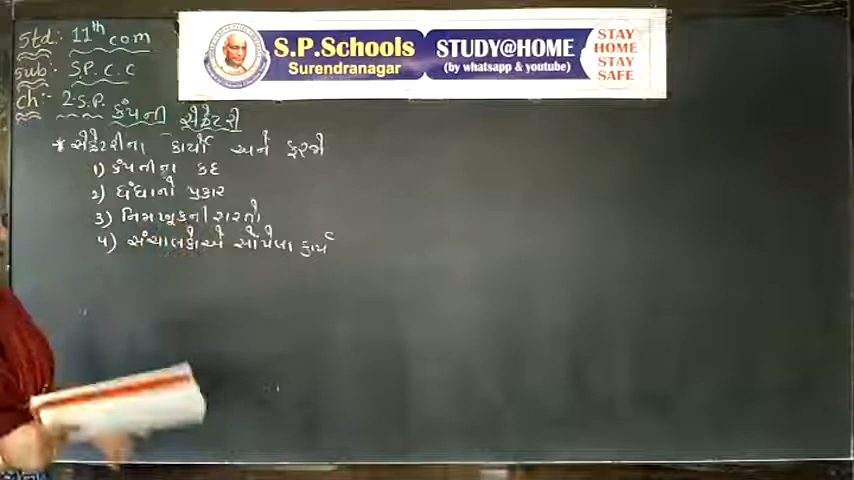 Std: 11th com
Sub: S.P.C.C
Ch:- 2 S.P.
કંપની સેક્રેટરી
* સેક્રેટરીના કાર્યો અને ફરજો
1) કંપનીના કદ
2) ધંધાનો પ્રકાર
3) નિમણૂકની શરતો
4) સંચાલકોએ સોંપેલા કાર્ય
S.P.Schools
Surendranagar
STUDY@HOME
(by whatsapp & youtube)
STAY
HOME
STAY
SAFE